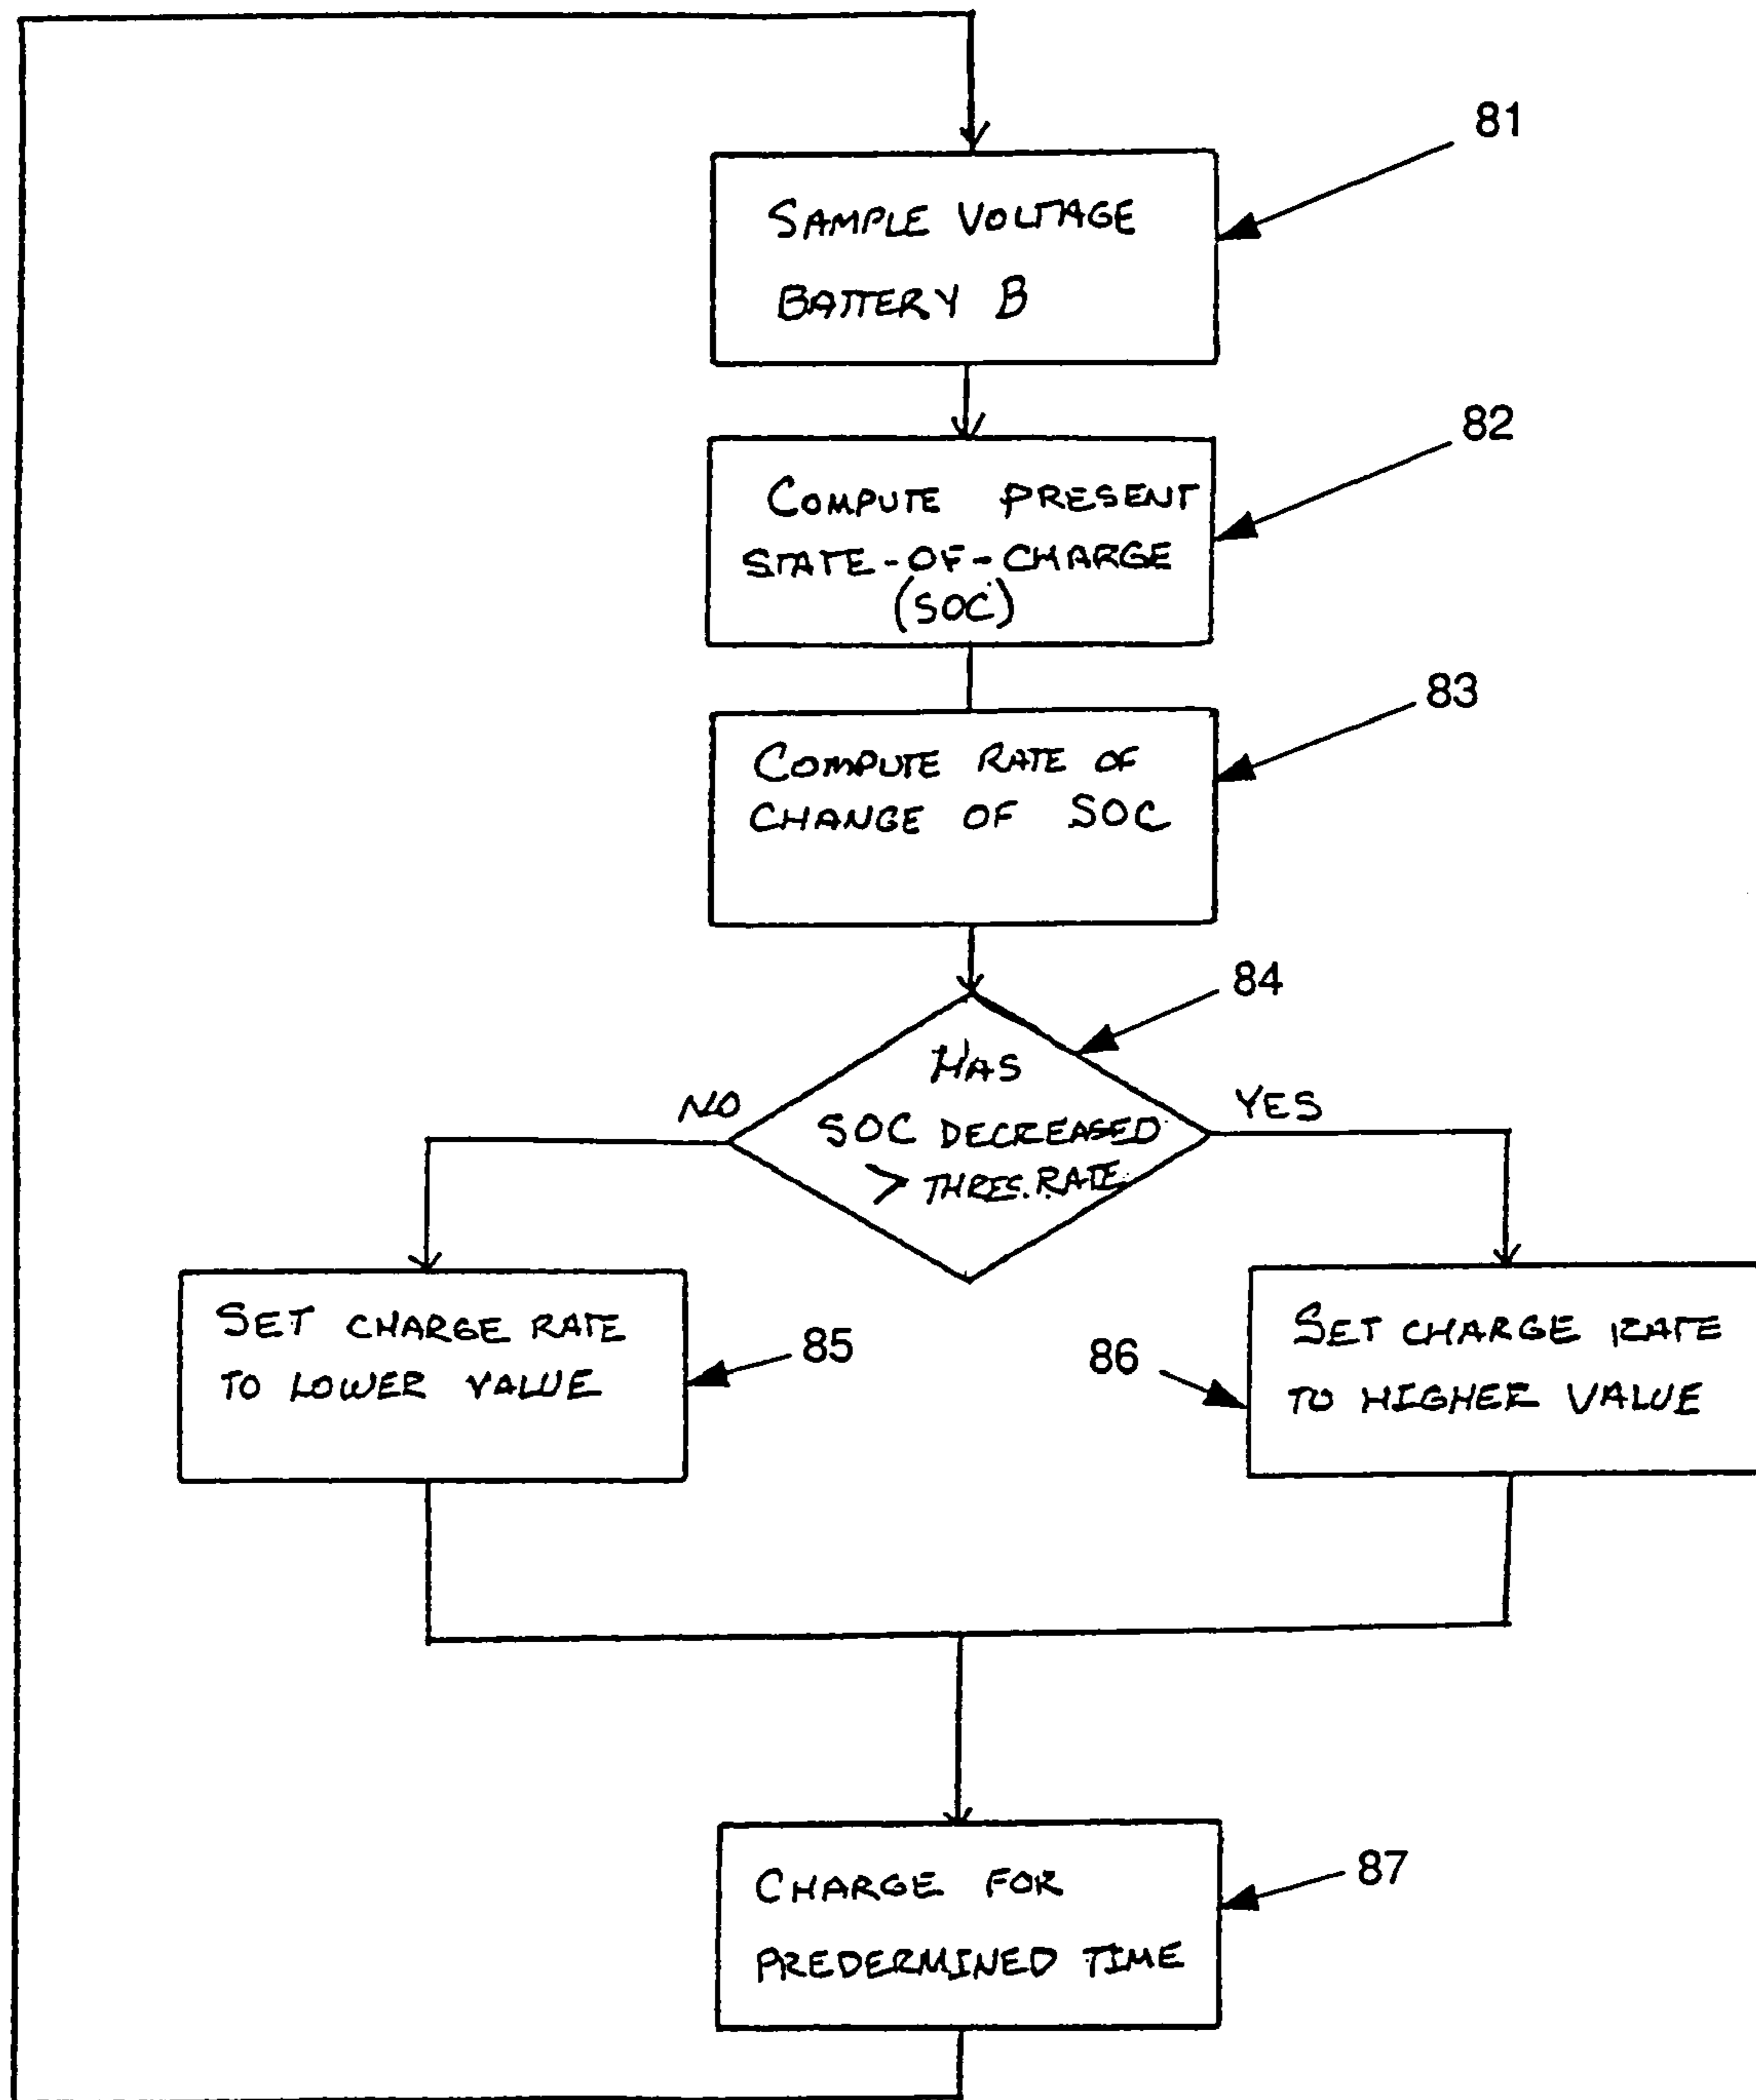 81
SAMPLE VOLTAGE
BATTERY B
82
COMPUTE PRESENT
STATE-OF-CHARGE
(SOC)
83
COMPUTE RATE OF
CHANGE OF SOC
84
HAS
SOC DECREASED
> THRES. RATE
NO
YES
SET CHARGE RATE
TO LOWER VALUE
85
86
SET CHARGE RATE
TO HIGHER VALUE
CHARGE FOR
PREDERMINED TIME
87